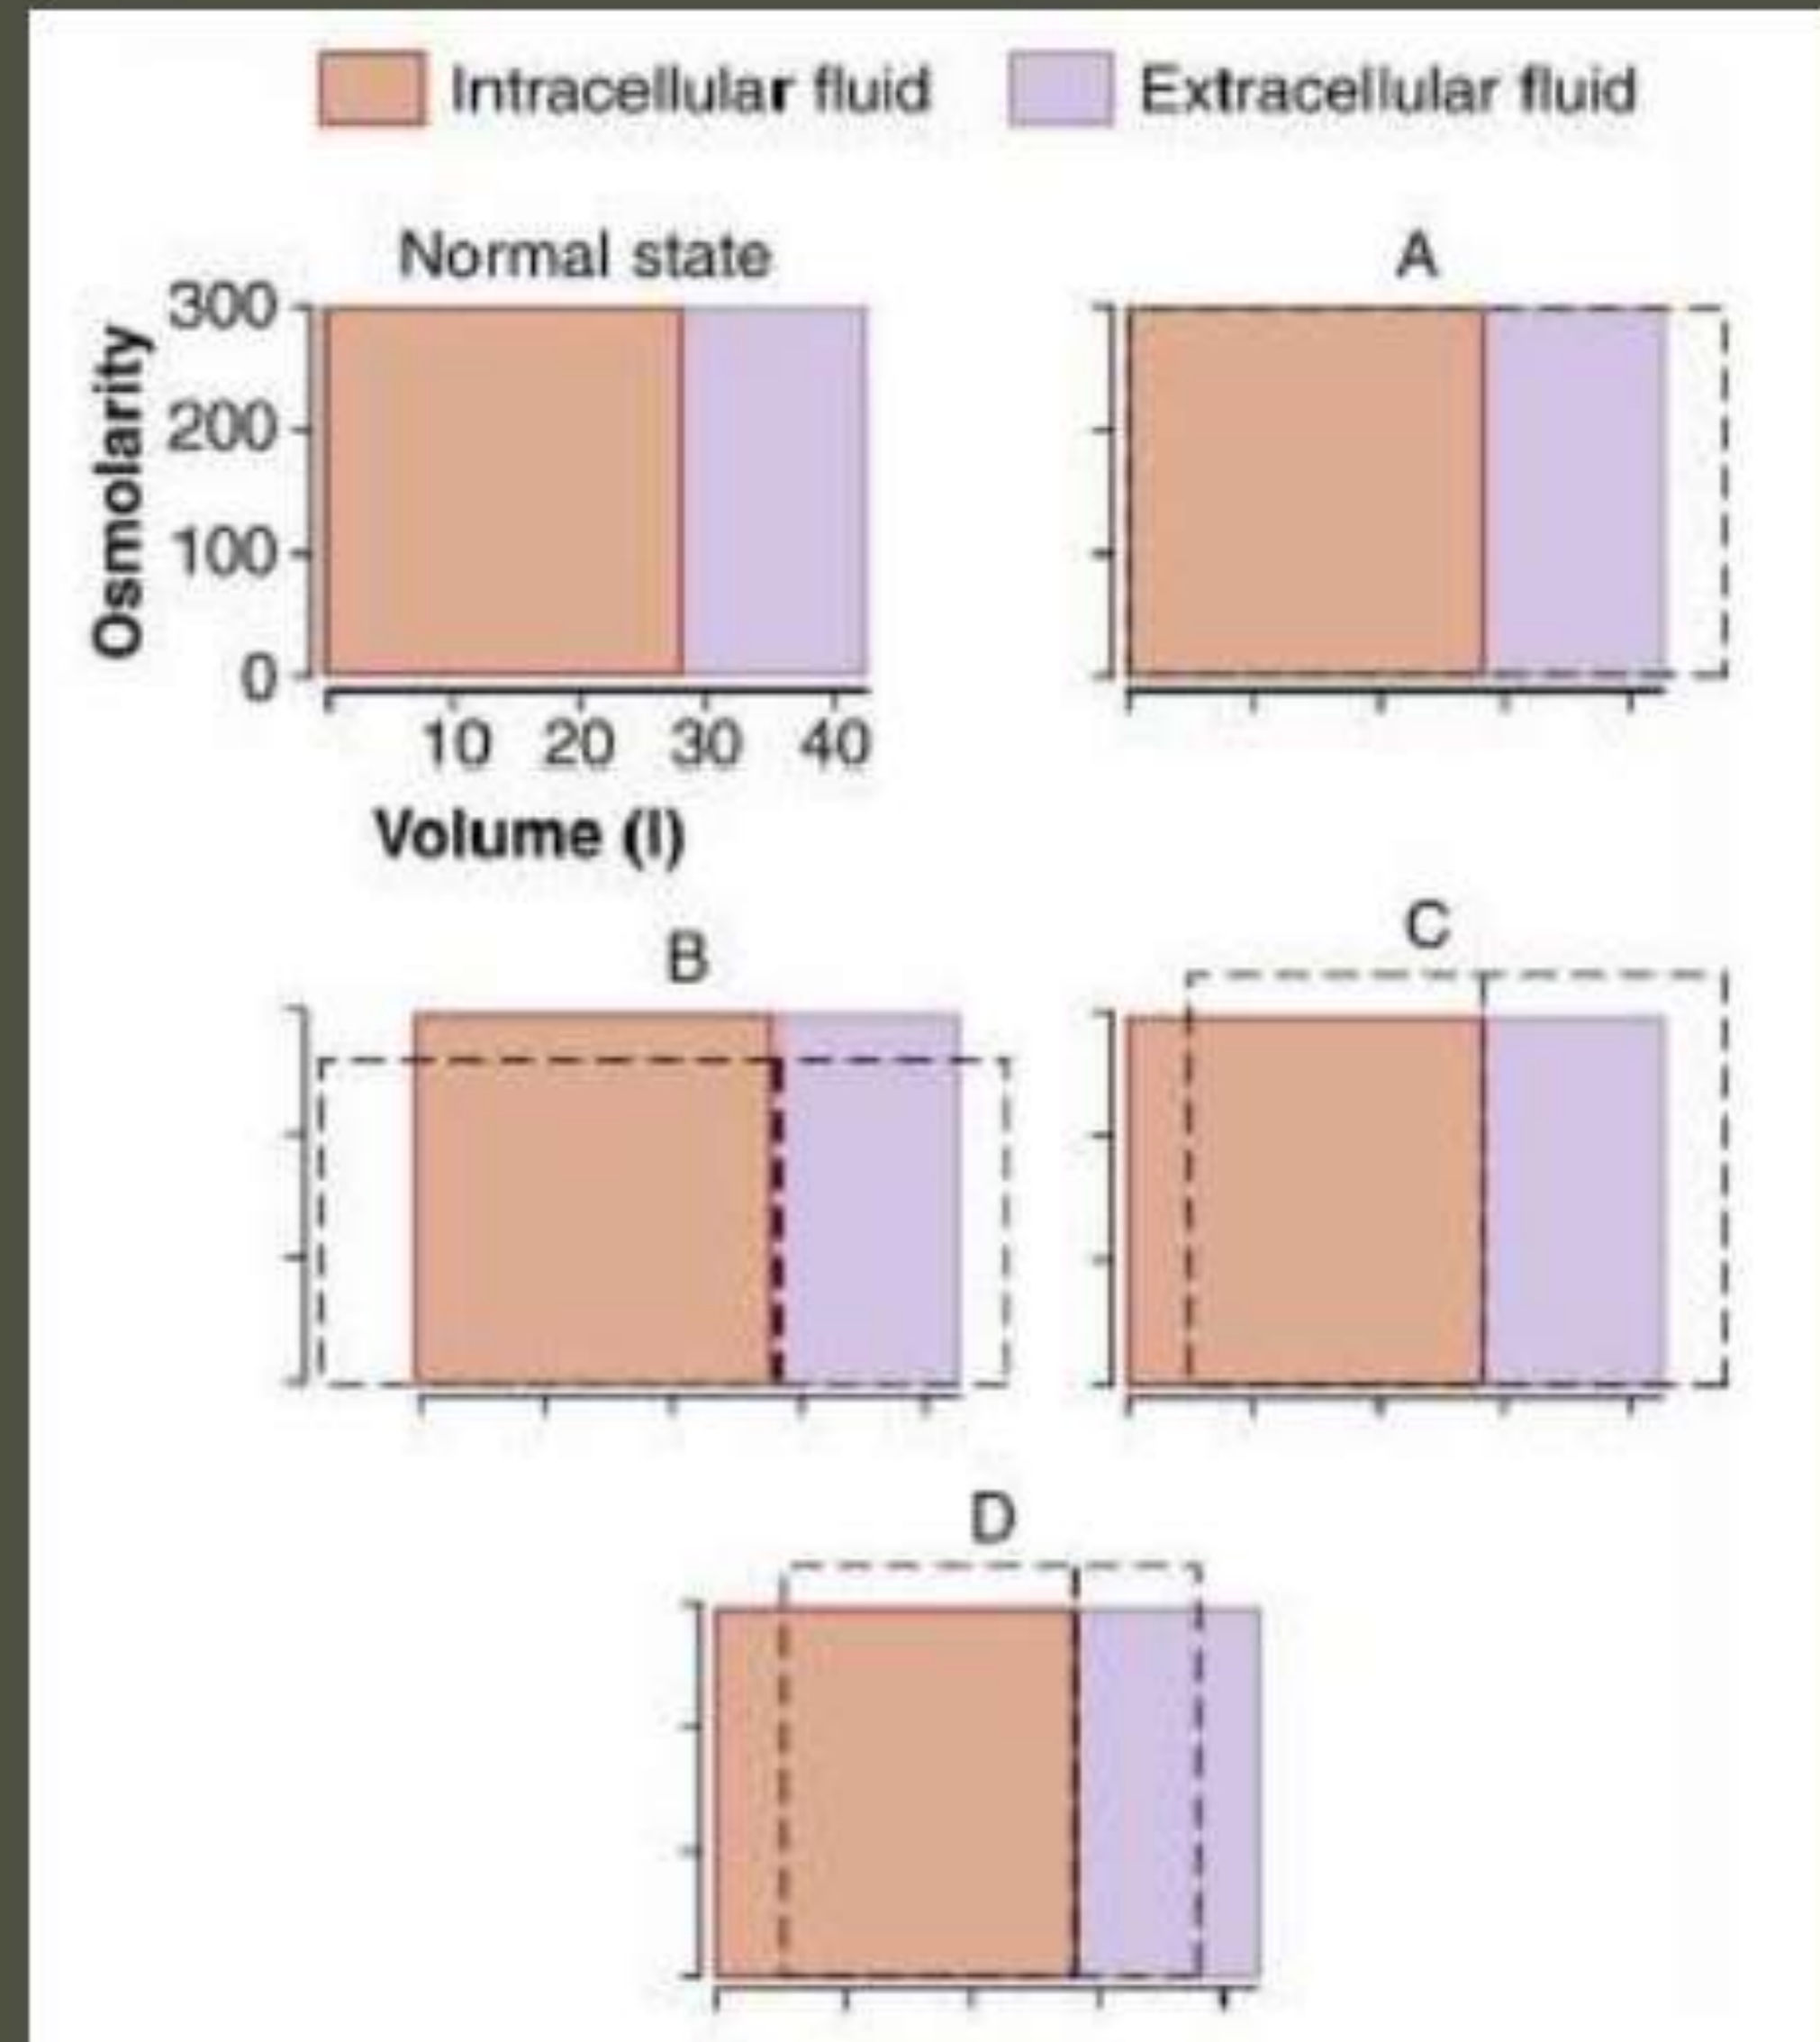 Intracellular fluid Extracellular fluid
Normal state
A
Osmolarity
300
200
100
0
10 20 30 40
Volume (l)
B
C
D